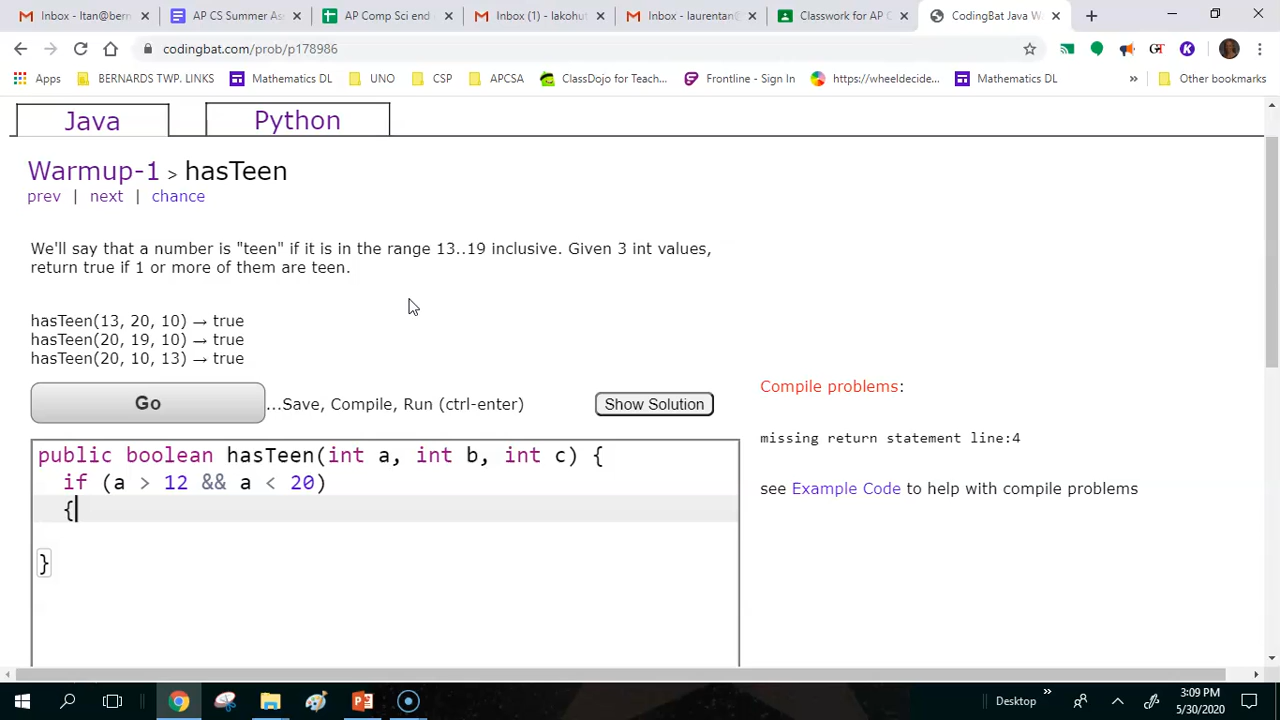 Inbox - n@bern
AP CS Summer Ass
AP Comp Sci end
Inbox (1) - lakohut
Inbox - laurentan@
Classwork for AP C
CodingBat Java Wa
codingbat.com/prob/p178986
Apps
BERNARDS TWP. LINKS
Mathematics DL
UNO
CSP
APCSA
ClassDojo for Teach...
Frontline - Sign In
https://wheeldecide...
Mathematics DL
»
Other bookmarks
Java
Python
Warmup-1 > hasTeen
prev | next | chance
We'll say that a number is "teen" if it is in the range 13..19 inclusive. Given 3 int values,
return true if 1 or more of them are teen.
hasTeen(13, 20, 10) → true
hasTeen(20, 19, 10) → true
hasTeen(20, 10, 13) → true
Go
...Save, Compile, Run (ctrl-enter)
Show Solution
Compile problems:
missing return statement line:4
see Example Code to help with compile problems
public boolean hasTeen(int a, int b, int c) {
if (a > 12 && a < 20)
{
}
Desktop
»
3:09 PM
5/30/2020